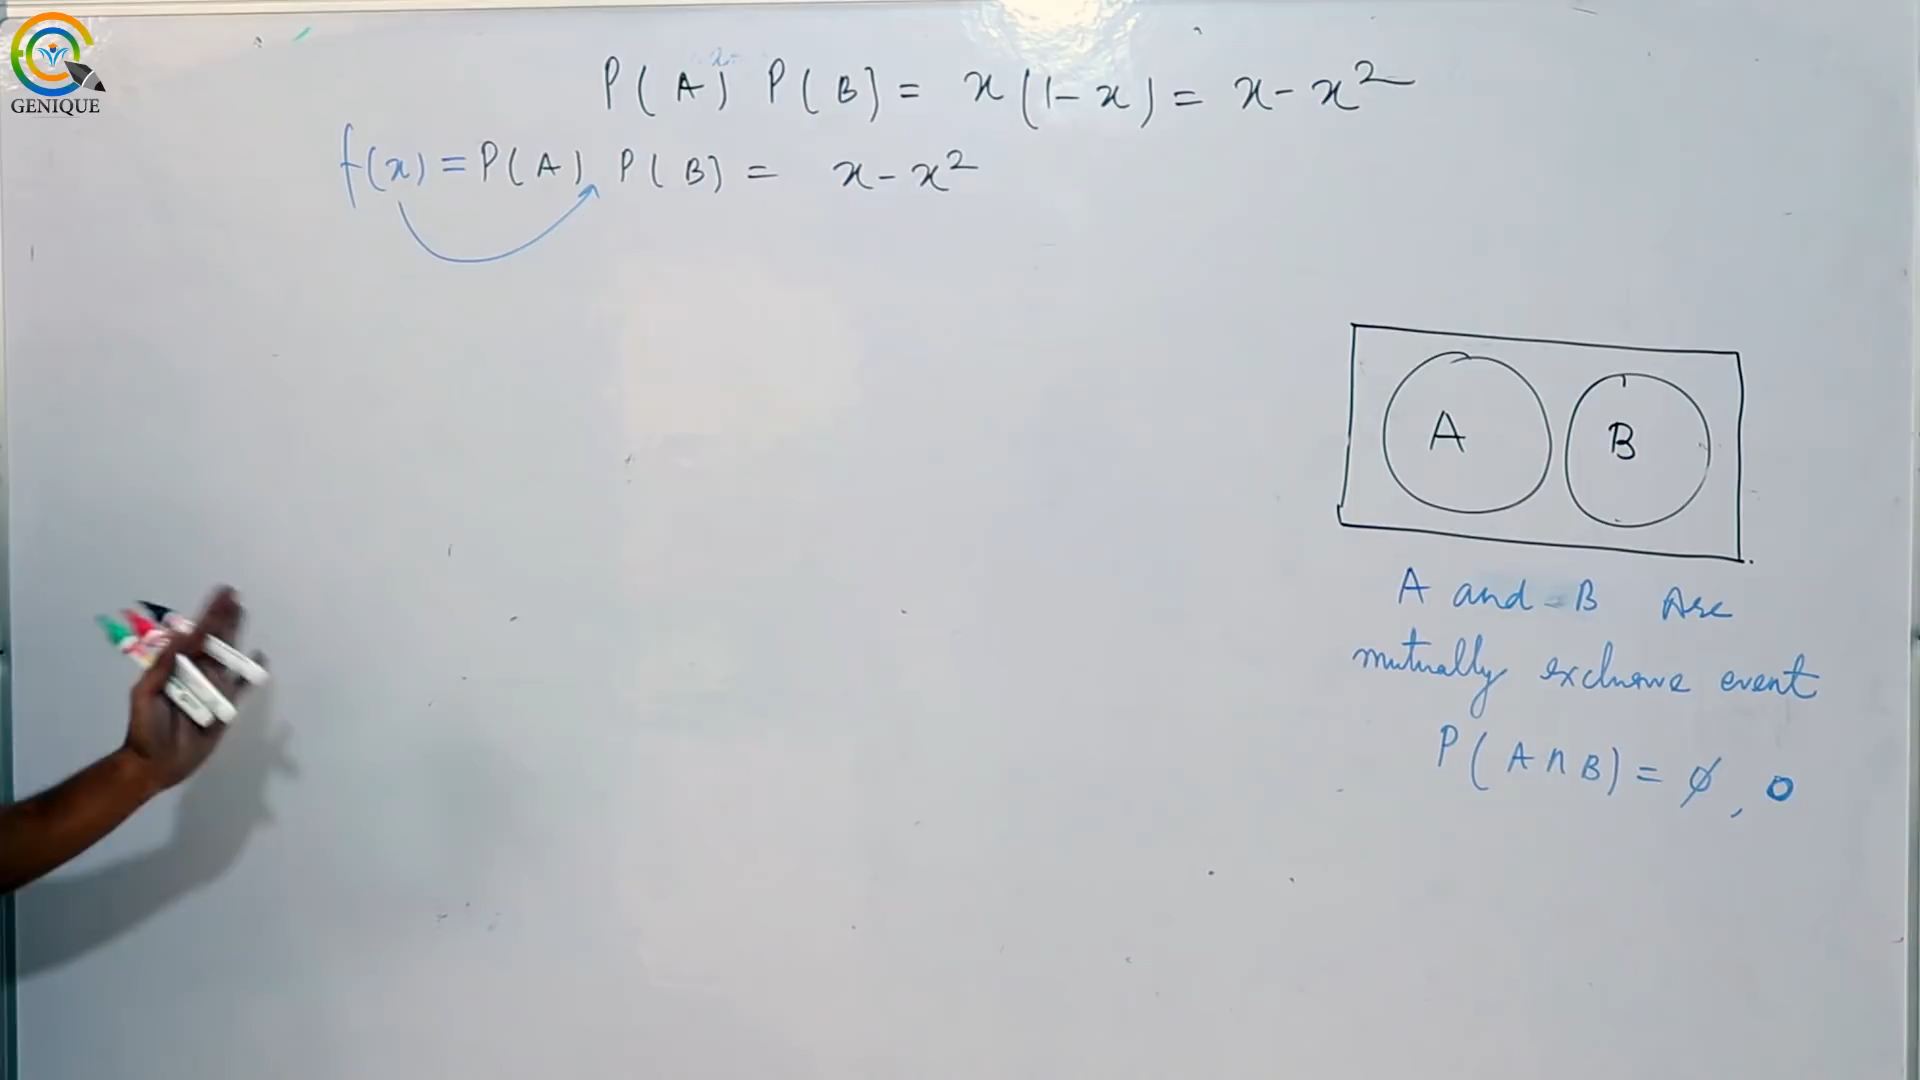 GENIQUE
P(A) P(B) = x(1-x) = x-x²
f(x) = P(A) P(B) = x-x²
A B
A and B Are
mutually exclusive event
P(A∩B) = ϕ, 0